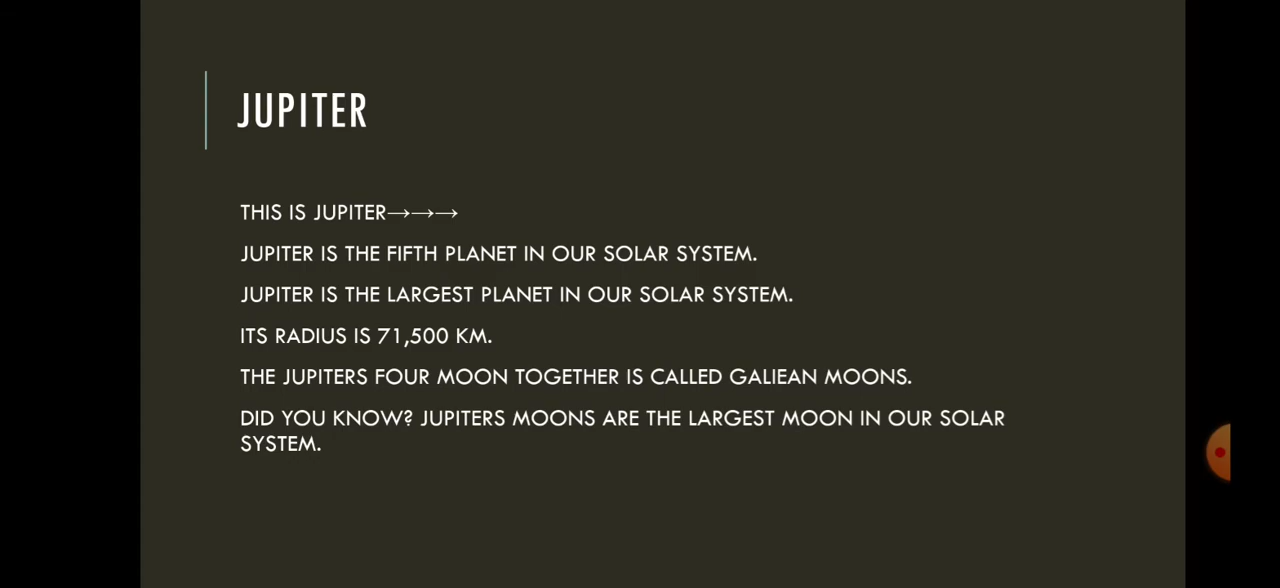 JUPITER
THIS IS JUPITER→→→
JUPITER IS THE FIFTH PLANET IN OUR SOLAR SYSTEM.
JUPITER IS THE LARGEST PLANET IN OUR SOLAR SYSTEM.
ITS RADIUS IS 71,500 KM.
THE JUPITERS FOUR MOON TOGETHER IS CALLED GALIEAN MOONS.
DID YOU KNOW? JUPITERS MOONS ARE THE LARGEST MOON IN OUR SOLAR
SYSTEM.